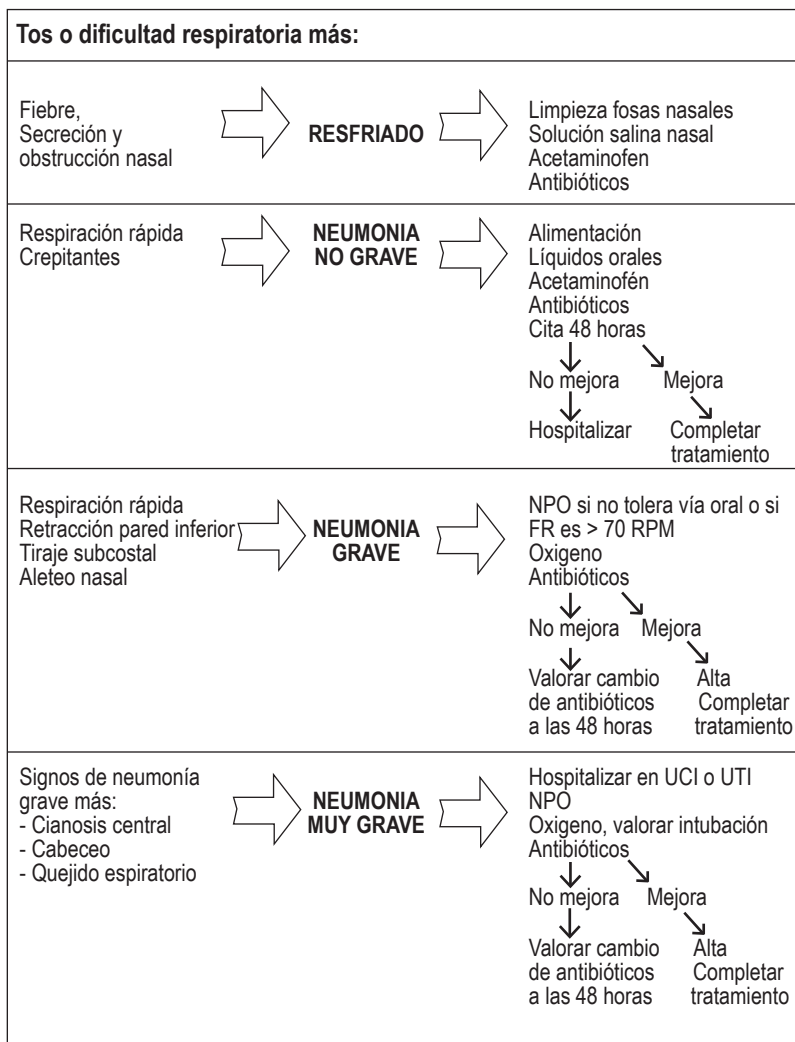 Tos o dificultad respiratoria más:
Fiebre,
Secreción y
obstrucción nasal
RESFRIADO
Limpieza fosas nasales
Solución salina nasal
Acetaminofen
Antibióticos
Respiración rápida
Crepitantes
NEUMONIA
NO GRAVE
Alimentación
Líquidos orales
Acetaminofén
Antibióticos
Cita 48 horas
No mejora Mejora
Hospitalizar Completar
tratamiento
Respiración rápida
Retracción pared inferior
Tiraje subcostal
Aleteo nasal
NEUMONIA
GRAVE
NPO si no tolera vía oral o si
FR es > 70 RPM
Oxigeno
Antibióticos
No mejora Mejora
Valorar cambio Alta
de antibióticos Completar
a las 48 horas tratamiento
Signos de neumonía
grave más:
- Cianosis central
- Cabeceo
- Quejido espiratorio
NEUMONIA
MUY GRAVE
Hospitalizar en UCI o UTI
NPO
Oxigeno, valorar intubación
Antibióticos
No mejora Mejora
Valorar cambio Alta
de antibióticos Completar
a las 48 horas tratamiento